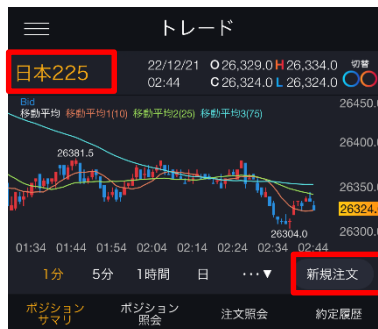 トレード
日本225
22/12/21 O 26,329.0 H 26,334.0 切替
02:44 C 26,324.0 L 26,324.0
Bid
移動平均 移動平均1(10) 移動平均2(25) 移動平均3(75)
26450.0
26381.5
26400.0
26350.0
26324.
26304.0
26300.0
01:34 01:44 01:54 02:04 02:14 02:24 02:34 02:44
1分 5分 1時間 日 ···▼ 新規注文
ポジションサマリ ポジション照会 注文照会 約定履歴